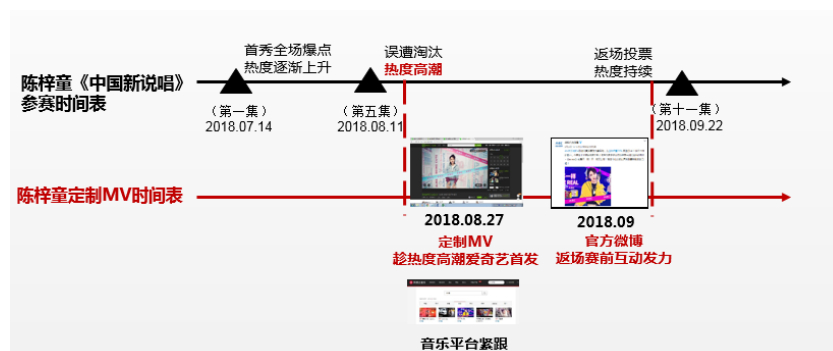 首秀全场爆点
热度逐渐上升
误遭淘汰
热度高潮
返场投票
热度持续
陈梓童《中国新说唱》
参赛时间表
（第一集）
2018.07.14
（第五集）
2018.08.11
（第十一集）
2018.09.22
陈梓童定制MV时间表
2018.08.27
定制MV
趁热度高潮爱奇艺首发
一样
REAL
2018.09
官方微博
返场赛前互动发力
音乐平台紧跟